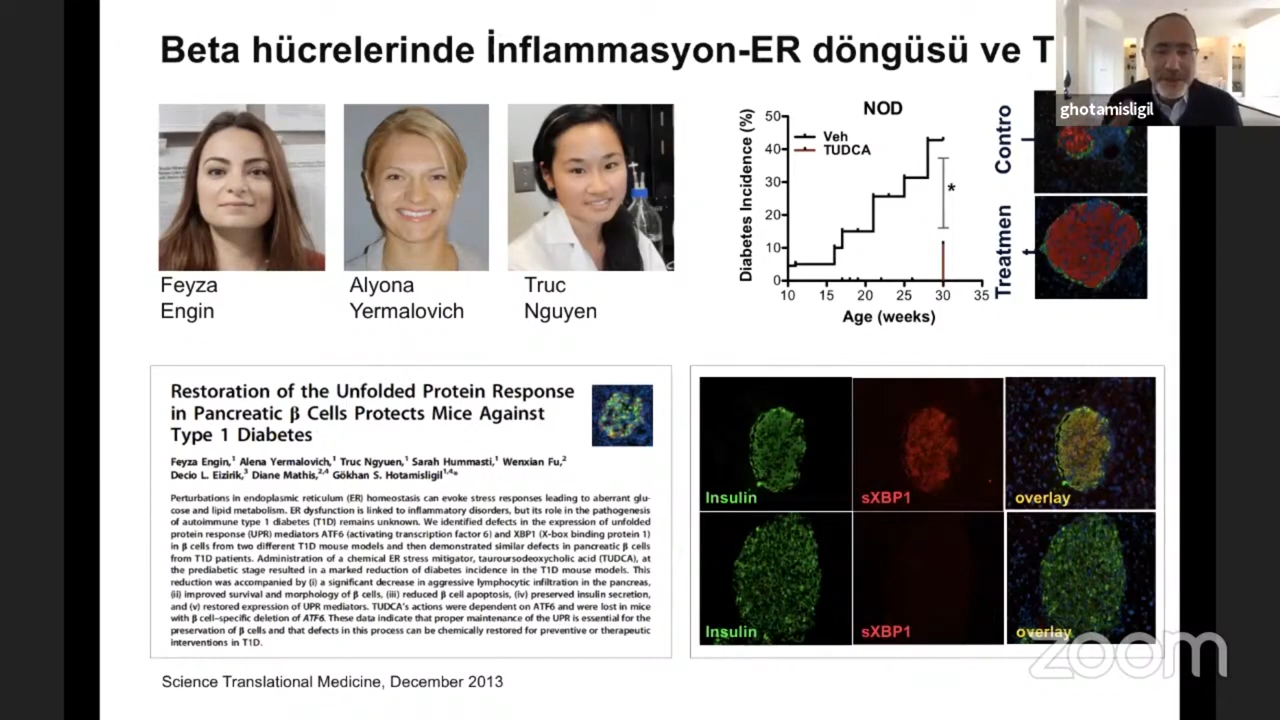 Beta hücrelerinde İnflammasyon-ER döngüsü ve T
ghotamisligil
Feyza
Engin
Alyona
Yermalovich
Truc
Nguyen
NOD
Veh
TUDCA
Diabetes Incidence (%)
50
40
30
20
10
0
*
10 15 20 25 30 35
Age (weeks)
Contro
Treatmen
Restoration of the Unfolded Protein Response
in Pancreatic β Cells Protects Mice Against
Type 1 Diabetes
Feyza Engin,1 Alena Yermalovich,1 Truc Ngyuen,1 Sarah Hummasti,1 Wenxian Fu,2
Decio L. Eizirik,3 Diane Mathis,2,4 Gökhan S. Hotamisligil1,4*
Perturbations in endoplasmic reticulum (ER) homeostasis can evoke stress responses leading to aberrant glu-
cose and lipid metabolism. ER dysfunction is linked to inflammatory disorders, but its role in the pathogenesis
of autoimmune type 1 diabetes (T1D) remains unknown. We identified defects in the expression of unfolded
protein response (UPR) mediators ATF6 (activating transcription factor 6) and XBP1 (X-box binding protein 1)
in β cells from two different T1D mouse models and then demonstrated similar defects in pancreatic β cells
from T1D patients. Administration of a chemical ER stress mitigator, tauroursodeoxycholic acid (TUDCA), at
the prediabetic stage resulted in a marked reduction of diabetes incidence in the T1D mouse models. This
reduction was accompanied by (i) a significant decrease in aggressive lymphocytic infiltration in the pancreas,
(ii) improved survival and morphology of β cells, (iii) reduced β cell apoptosis, (iv) preserved insulin secretion,
and (v) restored expression of UPR mediators. TUDCA's actions were dependent on ATF6 and were lost in mice
with β cell–specific deletion of ATF6. These data indicate that proper maintenance of the UPR is essential for the
preservation of β cells and that defects in this process can be chemically restored for preventive or therapeutic
interventions in T1D.
Insulin sXBP1 overlay
Insulin sXBP1 overlay
zoom
Science Translational Medicine, December 2013